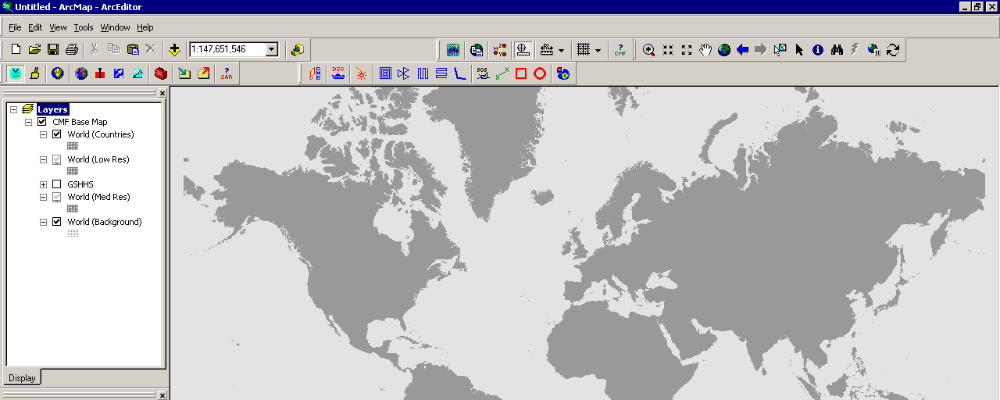 Untitled - ArcMap - ArcEditor
File Edit View Tools Window Help
1:147,651,546
CMF
? CMF
? SAR
DSC
SOS
Layers
CMF Base Map
World (Countries)
World (Low Res)
GSHHS
World (Med Res)
World (Background)
Display